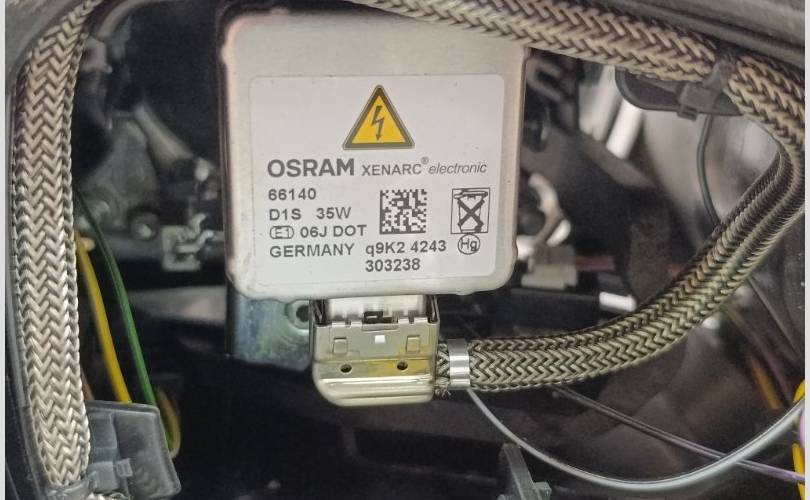 OSRAM XENARC® electronic
66140
D1S 35W
E1 06J DOT
GERMANY q9K2 4243
303238
Hg